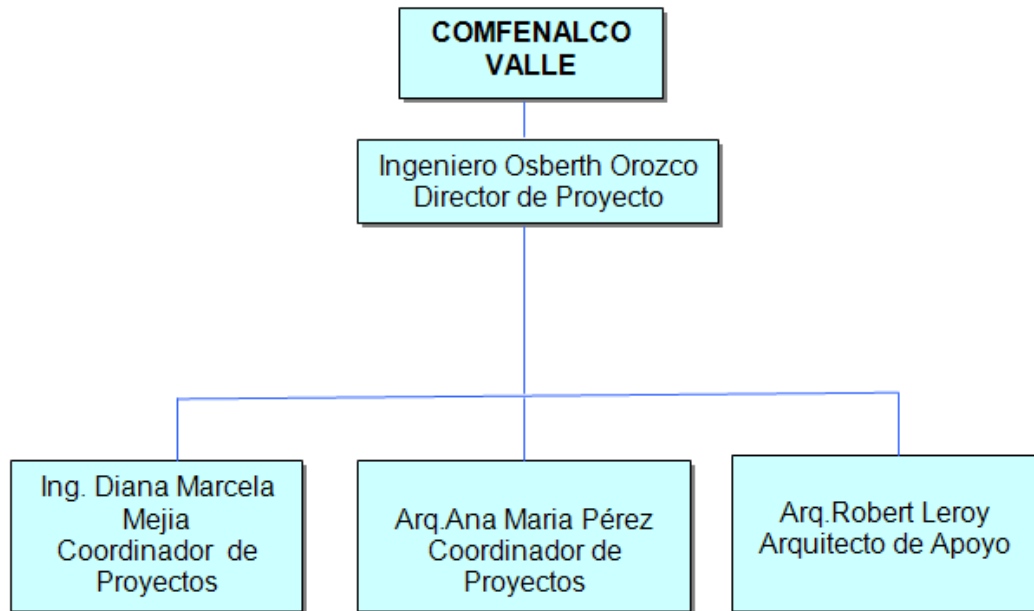 COMFENALCO
VALLE
Ingeniero Osberth Orozco
Director de Proyecto
Ing. Diana Marcela
Mejia
Coordinador de
Proyectos
Arq.Ana Maria Pérez
Coordinador de
Proyectos
Arq.Robert Leroy
Arquitecto de Apoyo